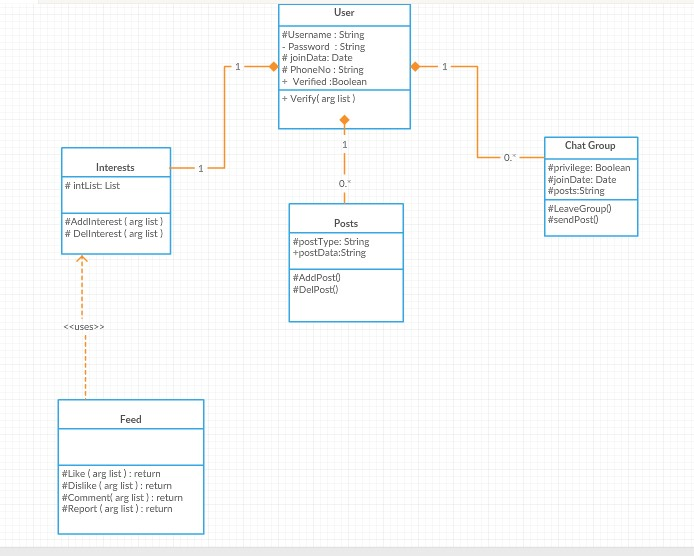 User
#Username : String
- Password : String
# joinData: Date
# PhoneNo : String
+ Verified :Boolean
+ Verify( arg list )
1
1
1
0.*
1
0.*
Interests
# intList: List
#AddInterest ( arg list )
# DelInterest ( arg list )
Chat Group
#privilege: Boolean
#joinDate: Date
#posts:String
#LeaveGroup()
#sendPost()
Posts
#postType: String
+postData:String
#AddPost()
#DelPost()
<<uses>>
Feed
#Like ( arg list ) : return
#Dislike ( arg list ) : return
#Comment( arg list ) : return
#Report ( arg list ) : return